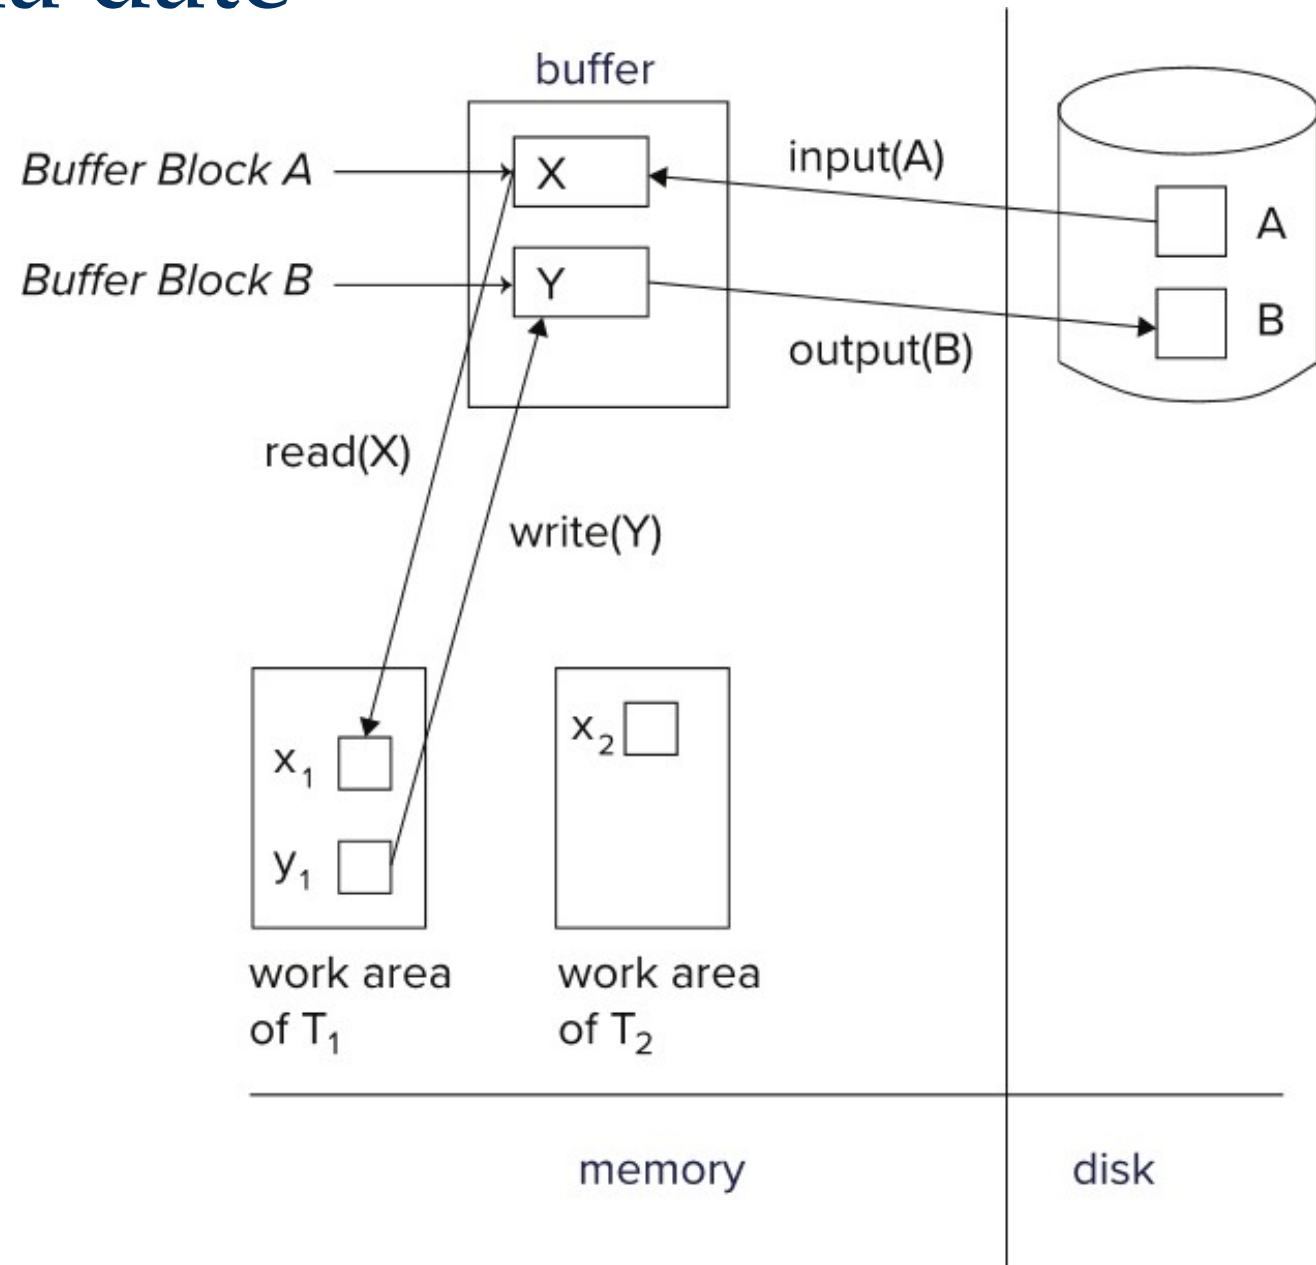 buffer
Buffer Block A
X
input(A)
A
Buffer Block B
Y
B
output(B)
read(X)
write(Y)
x₁
x₂
y₁
work area
of T₁
work area
of T₂
memory
disk